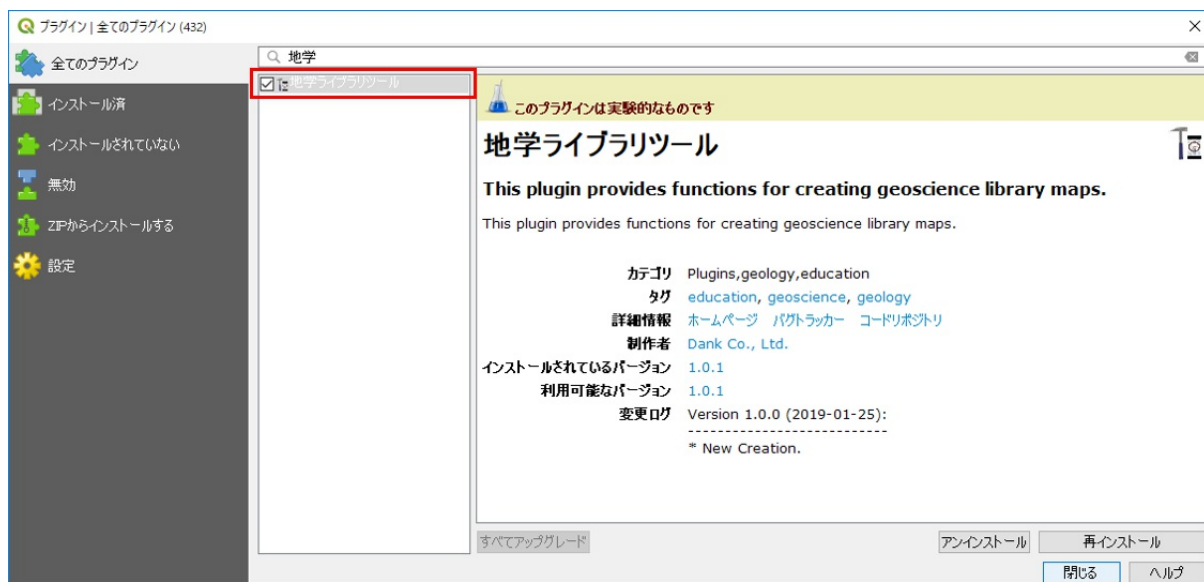 プラグイン | 全てのプラグイン (432)
全てのプラグイン
インストール済
インストールされていない
無効
ZIPからインストールする
設定
地学
地学ライブラリツール
このプラグインは実験的なものです
地学ライブラリツール
This plugin provides functions for creating geoscience library maps.
This plugin provides functions for creating geoscience library maps.
カテゴリ Plugins,geology,education
タグ education, geoscience, geology
詳細情報 ホームページ バグトラッカー コードリポジトリ
制作者 Dank Co., Ltd.
インストールされているバージョン 1.0.1
利用可能なバージョン 1.0.1
変更ログ Version 1.0.0 (2019-01-25):
---------------------------
* New Creation.
すべてアップグレード
アンインストール 再インストール
閉じる ヘルプ